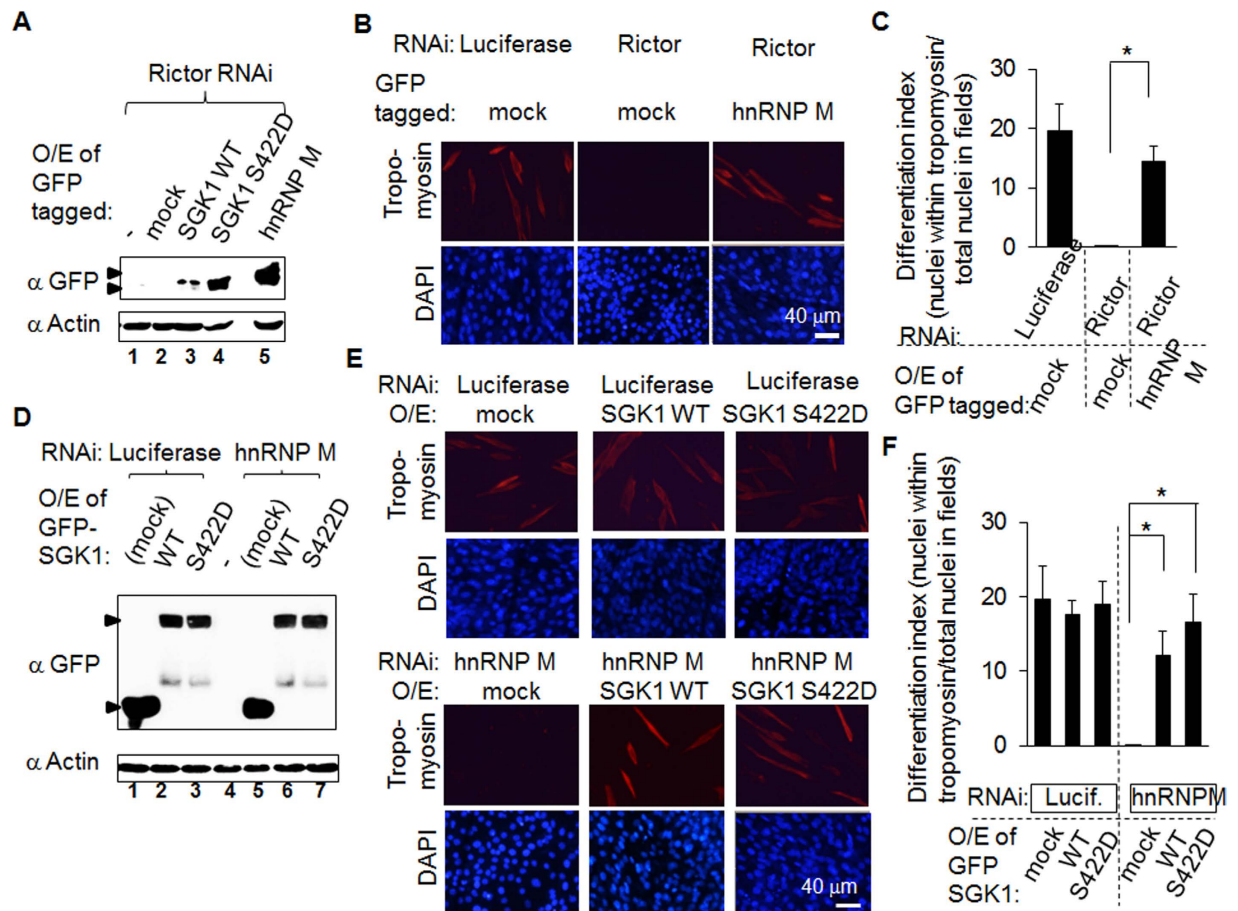 A
Rictor RNAi
O/E of
GFP
tagged:
-
mock
SGK1 WT
SGK1 S422D
hnRNP M
α GFP
α Actin
1 2 3 4 5
B
RNAi: Luciferase Rictor Rictor
GFP
tagged: mock mock hnRNP M
Tropo-
myosin
DAPI
40 μm
C
Differentiation index
(nuclei within tropomyosin/
total nuclei in fields)
30
20
10
0
*
RNAi: Luciferase Rictor Rictor
O/E of
GFP tagged: mock mock hnRNP
M
D
RNAi: Luciferase hnRNP M
O/E of
GFP-
SGK1:
(mock)
WT
S422D
-
(mock)
WT
S422D
α GFP
α Actin
1 2 3 4 5 6 7
E
RNAi: Luciferase Luciferase Luciferase
O/E: mock SGK1 WT SGK1 S422D
Tropo-
myosin
DAPI
RNAi: hnRNP M hnRNP M hnRNP M
O/E: mock SGK1 WT SGK1 S422D
Tropo-
myosin
DAPI
40 μm
F
Differentiation index (nuclei within
tropomyosin/total nuclei in fields)
30
20
10
0
*
*
RNAi: Lucif. hnRNPM
O/E of
GFP
SGK1:
mock
WT
S422D
mock
WT
S422D